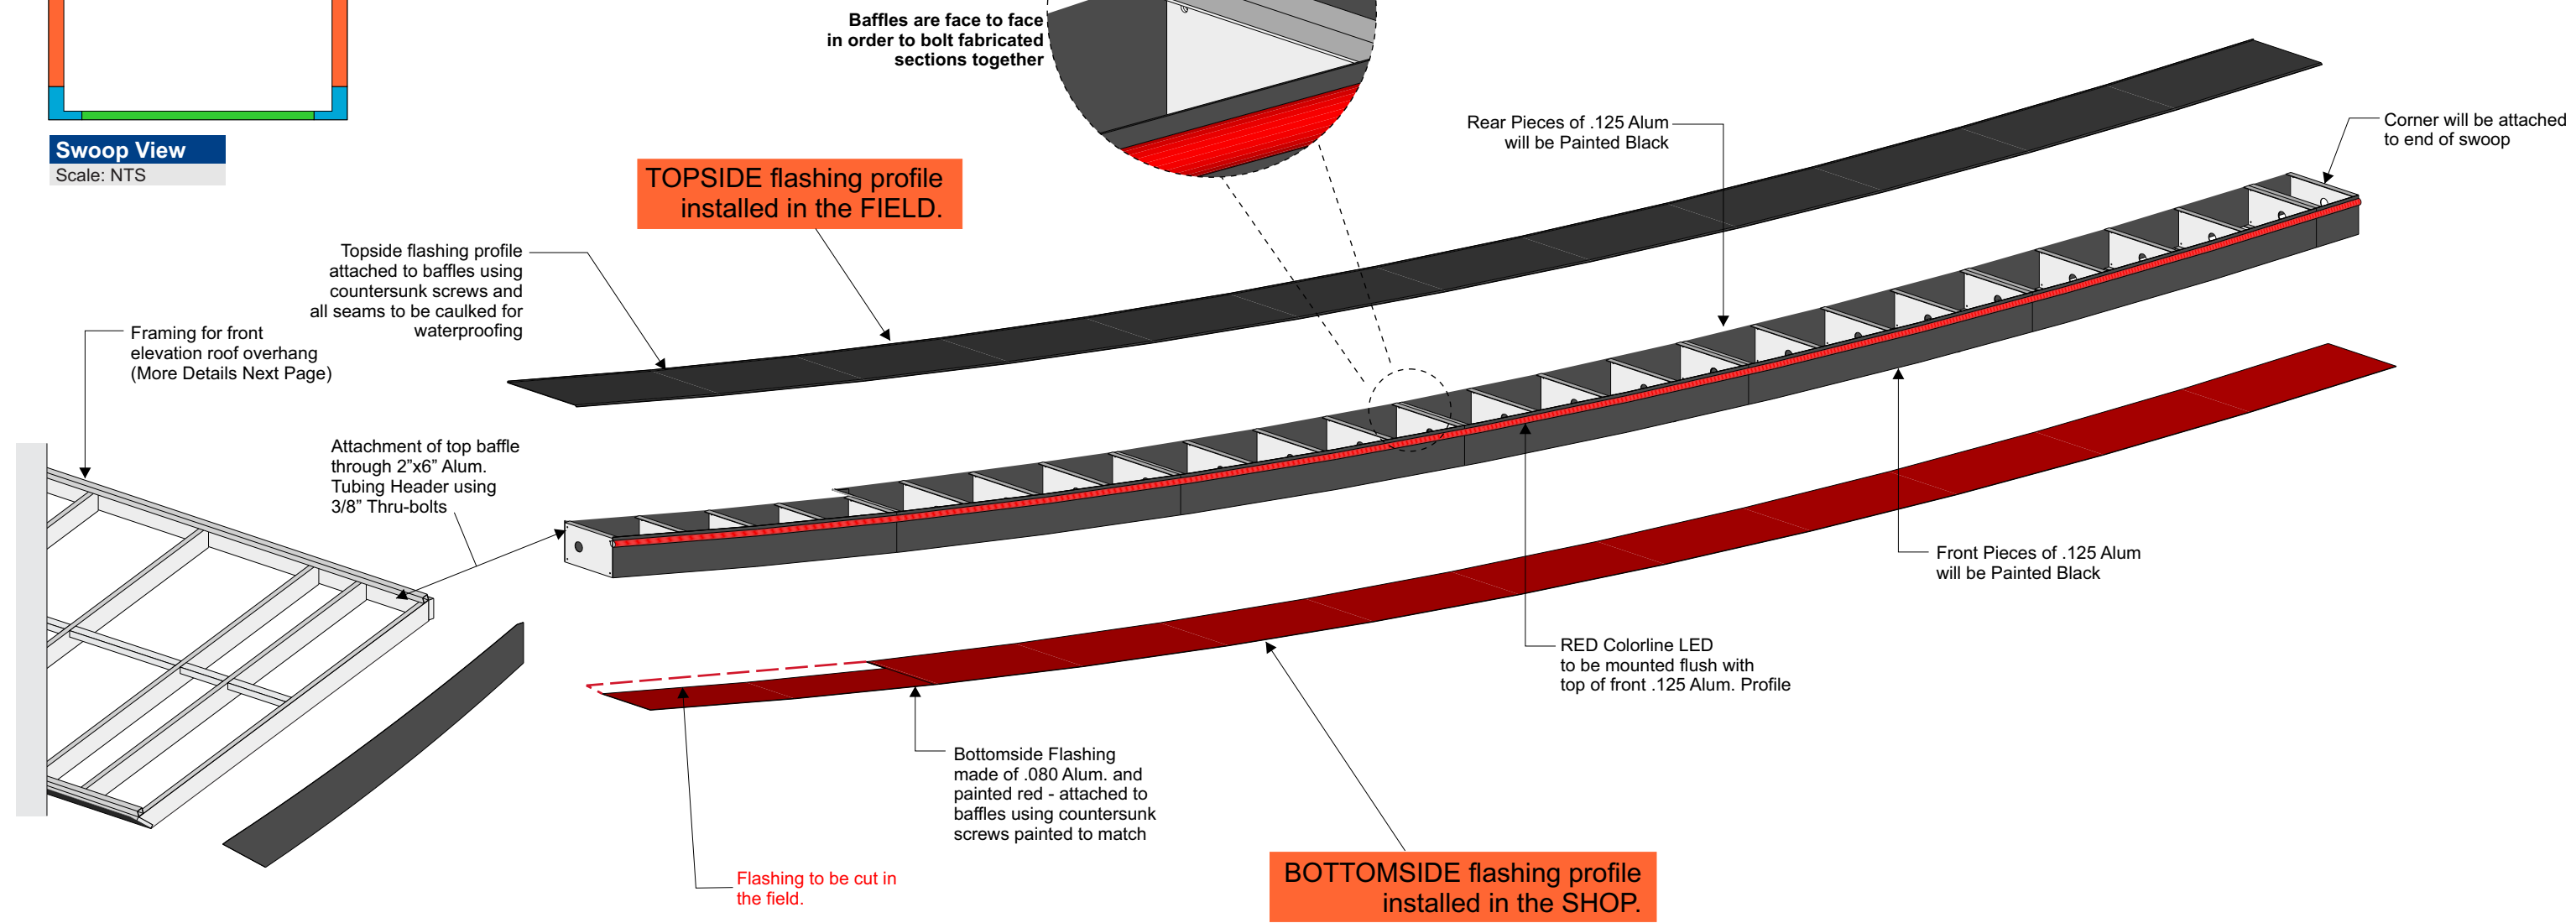 Baffles are face to face
in order to bolt fabricated
sections together
Swoop View
Scale: NTS
TOPSIDE flashing profile
installed in the FIELD.
Rear Pieces of .125 Alum
will be Painted Black
Corner will be attached
to end of swoop
Topside flashing profile
attached to baffles using
countersunk screws and
all seams to be caulked for
waterproofing
Framing for front
elevation roof overhang
(More Details Next Page)
Attachment of top baffle
through 2”x6” Alum.
Tubing Header using
3/8” Thru-bolts
Front Pieces of .125 Alum
will be Painted Black
RED Colorline LED
to be mounted flush with
top of front .125 Alum. Profile
Bottomside Flashing
made of .080 Alum. and
painted red - attached to
baffles using countersunk
screws painted to match
Flashing to be cut in
the field.
BOTTOMSIDE flashing profile
installed in the SHOP.